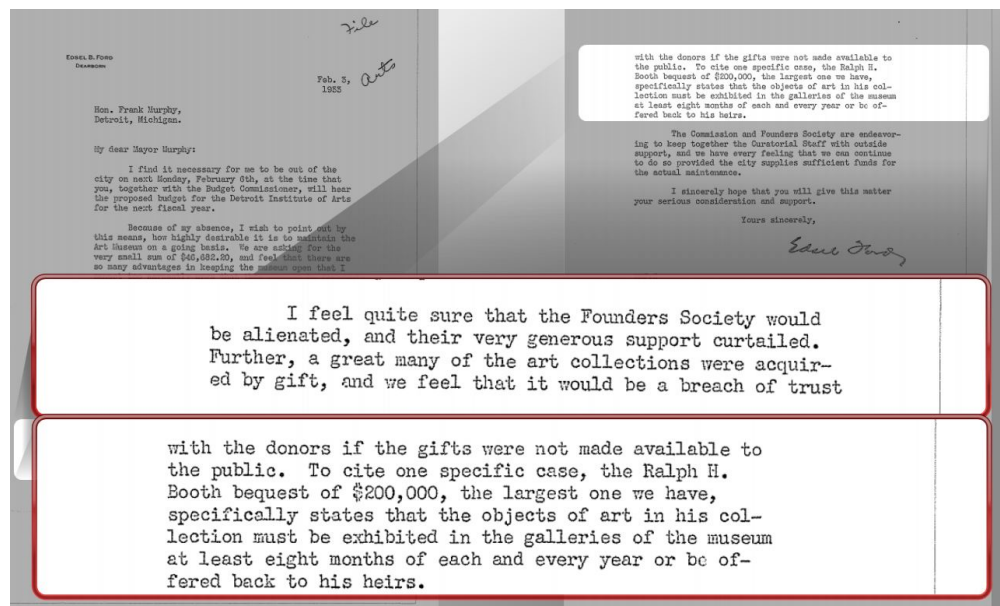 File
Arts
EDSEL B. FORD
DEARBORN
Feb. 3,
1933
Hon. Frank Murphy,
Detroit, Michigan.
My dear Mayor Murphy:
I find it necessary for me to be out of the
city on next Monday, February 6th, at the time that
you, together with the Budget Commissioner, will hear
the proposed budget for the Detroit Institute of Arts
for the next fiscal year.
Because of my absence, I wish to point out by
this means, how highly desirable it is to maintain the
Art Museum on a going basis. We are asking for the
very small sum of $46,682.20, and feel that there are
so many advantages in keeping the museum open that I
with the donors if the gifts were not made available to
the public. To cite one specific case, the Ralph H.
Booth bequest of $200,000, the largest one we have,
specifically states that the objects of art in his col-
lection must be exhibited in the galleries of the museum
at least eight months of each and every year or be of-
fered back to his heirs.
The Commission and Founders Society are endeavor-
ing to keep together the Curatorial Staff with outside
support, and we have every feeling that we can continue
to do so provided the city supplies sufficient funds for
the actual maintenance.
I sincerely hope that you will give this matter
your serious consideration and support.
Yours sincerely,
Edsel Ford
I feel quite sure that the Founders Society would
be alienated, and their very generous support curtailed.
Further, a great many of the art collections were acquir-
ed by gift, and we feel that it would be a breach of trust
with the donors if the gifts were not made available to
the public. To cite one specific case, the Ralph H.
Booth bequest of $200,000, the largest one we have,
specifically states that the objects of art in his col-
lection must be exhibited in the galleries of the museum
at least eight months of each and every year or be of-
fered back to his heirs.